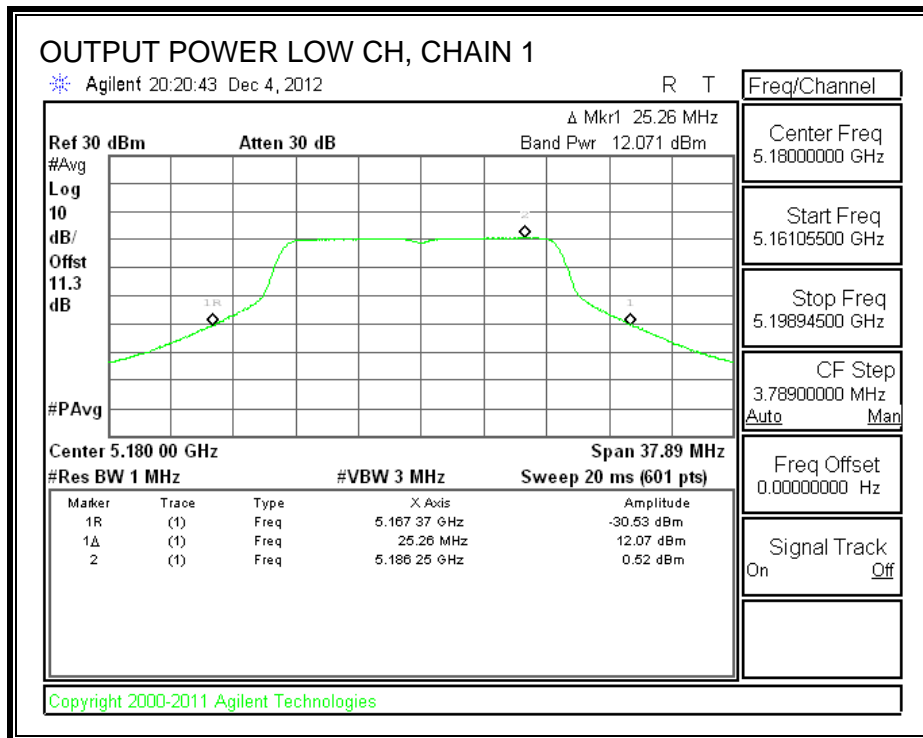 OUTPUT POWER LOW CH, CHAIN 1
Agilent 20:20:43 Dec 4, 2012 R T
Δ Mkr1 25.26 MHz
Ref 30 dBm Atten 30 dB Band Pwr 12.071 dBm
#Avg
Log
10
dB/
Offst
11.3
dB
#PAvg
1R
2
1
Center 5.180 00 GHz Span 37.89 MHz
#Res BW 1 MHz #VBW 3 MHz Sweep 20 ms (601 pts)
Marker Trace Type X Axis Amplitude
1R (1) Freq 5.167 37 GHz -30.53 dBm
1Δ (1) Freq 25.26 MHz 12.07 dBm
2 (1) Freq 5.186 25 GHz 0.52 dBm
Freq/Channel
Center Freq
5.18000000 GHz
Start Freq
5.16105500 GHz
Stop Freq
5.19894500 GHz
CF Step
3.78900000 MHz
Auto Man
Freq Offset
0.00000000 Hz
Signal Track
On Off
Copyright 2000-2011 Agilent Technologies